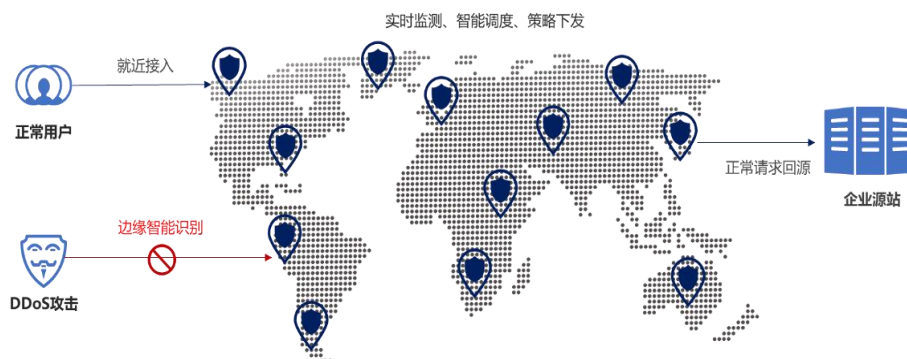 实时监测、智能调度、策略下发
就近接入
正常用户
正常请求回源
企业源站
边缘智能识别
DDoS攻击